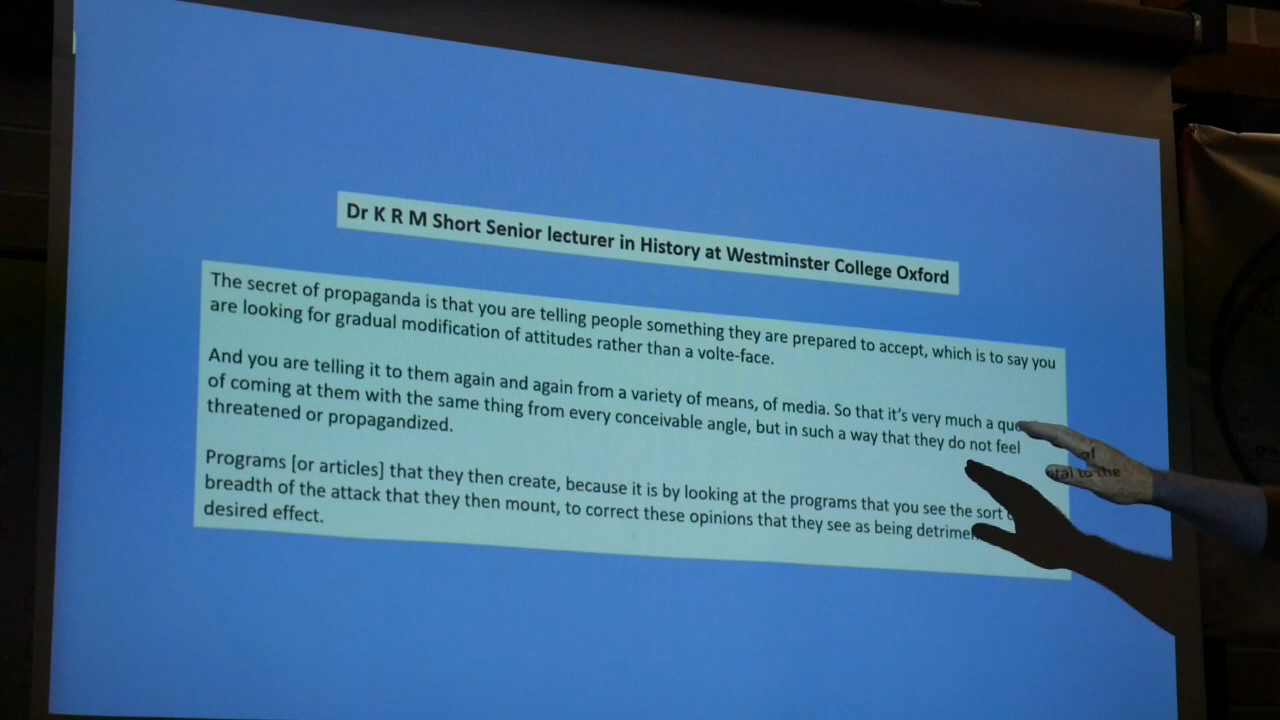 Dr K R M Short Senior lecturer in History at Westminster College Oxford
The secret of propaganda is that you are telling people something they are prepared to accept, which is to say you
are looking for gradual modification of attitudes rather than a volte-face.
And you are telling it to them again and again from a variety of means, of media. So that it's very much a que
of coming at them with the same thing from every conceivable angle, but in such a way that they do not feel
threatened or propagandized.
Programs [or articles] that they then create, because it is by looking at the programs that you see the sort of
breadth of the attack that they then mount, to correct these opinions that they see as being detrimental to the
desired effect.